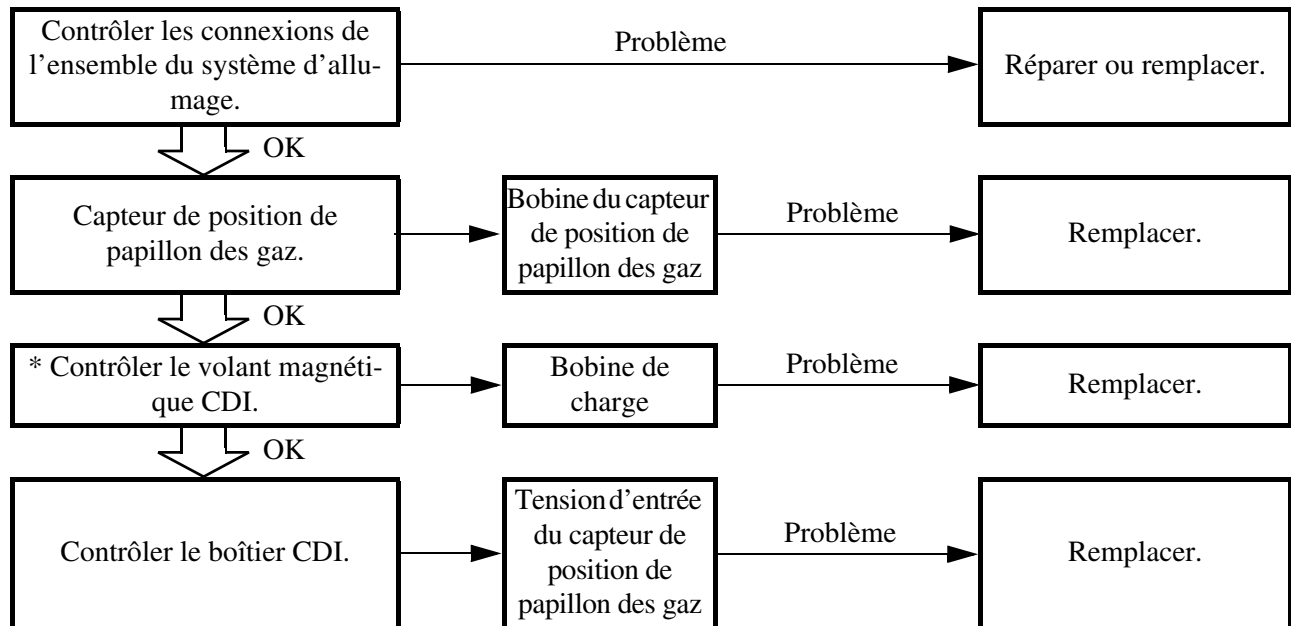 Contrôler les connexions de
l’ensemble du système d’allu-
mage.
Problème
Réparer ou remplacer.
OK
Capteur de position de
papillon des gaz.
Bobine du capteur
de position de
papillon des gaz
Problème
Remplacer.
OK
* Contrôler le volant magnéti-
que CDI.
Bobine de
charge
Problème
Remplacer.
OK
Contrôler le boîtier CDI.
Tension d’entrée
du capteur de
position de
papillon des gaz
Problème
Remplacer.